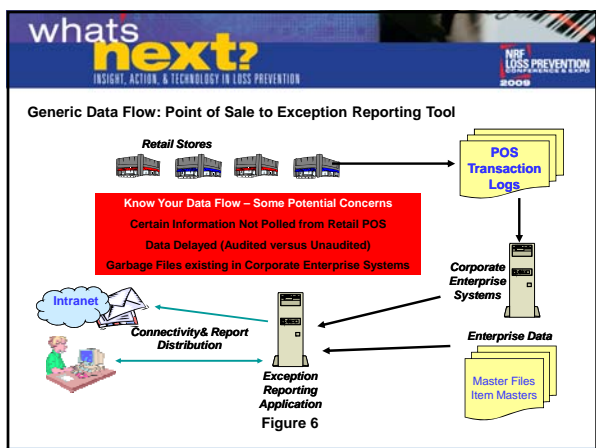 what's
next?
INSIGHT, ACTION, & TECHNOLOGY IN LOSS PREVENTION
NRF
LOSS PREVENTION
CONFERENCE & EXPO
2009
Generic Data Flow: Point of Sale to Exception Reporting Tool
Retail Stores
POS
Transaction
Logs
Know Your Data Flow – Some Potential Concerns
Certain Information Not Polled from Retail POS
Data Delayed (Audited versus Unaudited)
Garbage Files existing in Corporate Enterprise Systems
Corporate
Enterprise
Systems
Intranet
Connectivity& Report
Distribution
Enterprise Data
Master Files
Item Masters
Exception
Reporting
Application
Figure 6